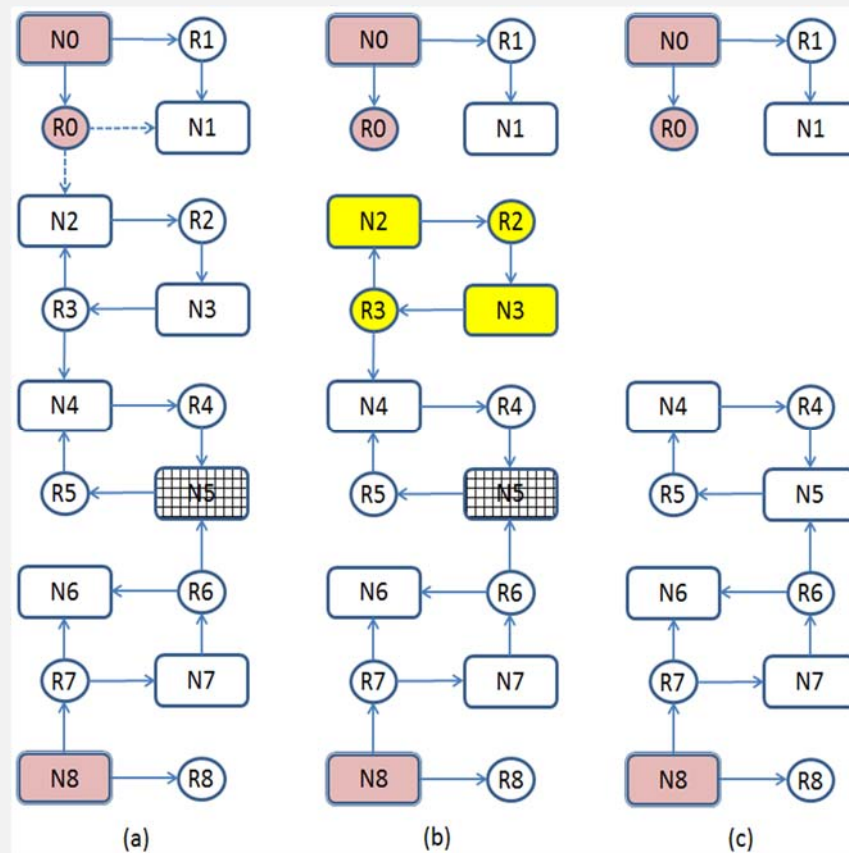 N0 R1 N0 R1 N0 R1
R0 N1 R0 N1 R0 N1
N2 R2 N2 R2
R3 N3 R3 N3
N4 R4 N4 R4 N4 R4
R5 N5 R5 N5 R5 N5
N6 R6 N6 R6 N6 R6
R7 N7 R7 N7 R7 N7
N8 R8 N8 R8 N8 R8
(a) (b) (c)